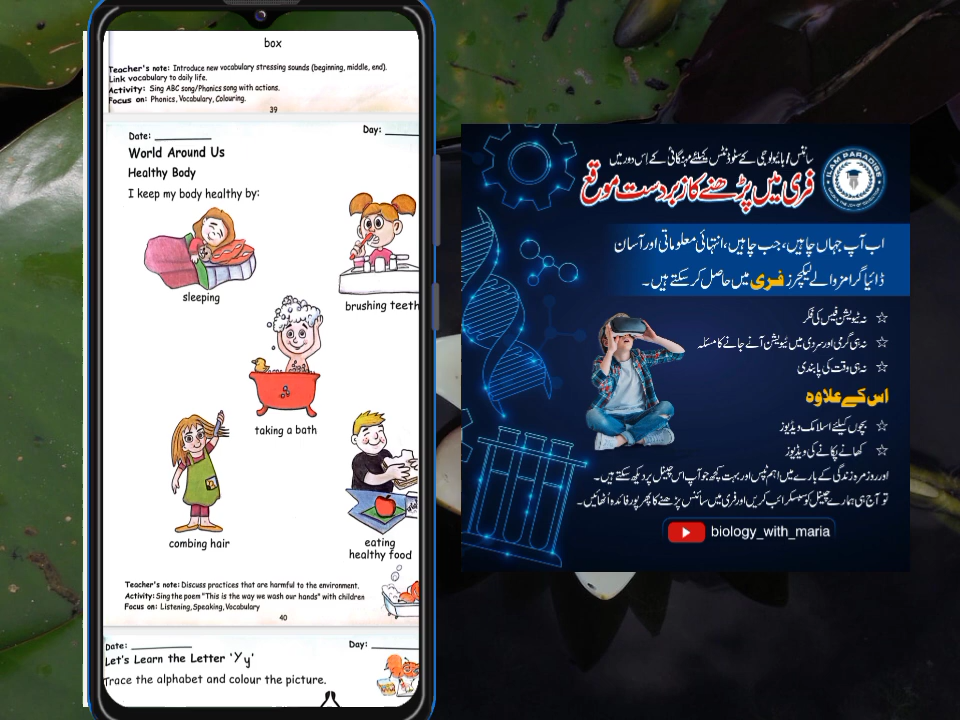 box
Teacher's note: Introduce new vocabulary stressing sounds (beginning, middle, end).
Link vocabulary to daily life.
Activity: Sing ABC song/Phonics song with actions.
Focus on: Phonics, Vocabulary, Colouring.
39
Date: __________ Day: _____
World Around Us
Healthy Body
I keep my body healthy by:
sleeping
brushing teeth
taking a bath
combing hair
eating
healthy food
Teacher's note: Discuss practices that are harmful to the environment.
Activity: Sing the poem "This is the way we wash our hands" with children
Focus on: Listening, Speaking, Vocabulary
40
Date: __________ Day: _____
Let's Learn the Letter 'Yy'
Trace the alphabet and colour the picture.
سائنس/بائیولوجی کے سٹوڈنٹس کیلئے مہنگائی کے اِس دور میں
فری میں پڑھنے کا زبردست موقع
ILAM PARADISE
اب آپ جہاں چاہیں، جب چاہیں، انتہائی معلوماتی اور آسان
ڈائیاگرامز والے لیکچرز فری میں حاصل کر سکتے ہیں۔
☆ نہ ٹیویشن فیس کی فکر
☆ نہ ہی گرمی اور سردی میں ٹیویشن آنے جانے کا مسئلہ
☆ نہ ہی وقت کی پابندی
اس کے علاوہ
☆ بچوں کیلئے اسلامک ویڈیوز
☆ کھانے پکانے کی ویڈیوز
اور روزمرہ زندگی کے بارے میں اہم ٹپس اور بہت کچھ جو آپ اس چینل پر دیکھ سکتے ہیں۔
تو آج ہی ہمارے چینل کو سبسکرائب کریں اور فری میں سائنس پڑھنے کا بھرپور فائدہ اُٹھائیں۔
biology_with_maria